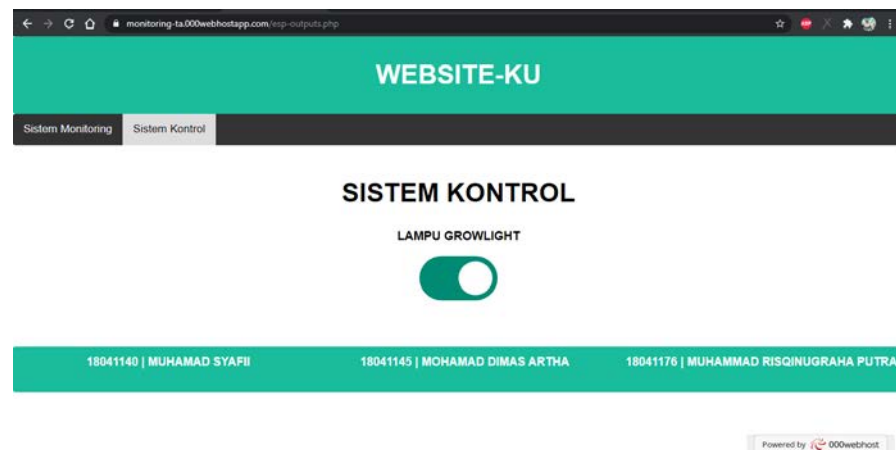 monitoring-ta.000webhostapp.com/esp-outputs.php
WEBSITE-KU
Sistem Monitoring Sistem Kontrol
SISTEM KONTROL
LAMPU GROWLIGHT
18041140 | MUHAMAD SYAFII 18041145 | MOHAMAD DIMAS ARTHA 18041176 | MUHAMMAD RISQINUGRAHA PUTRA
Powered by 000webhost